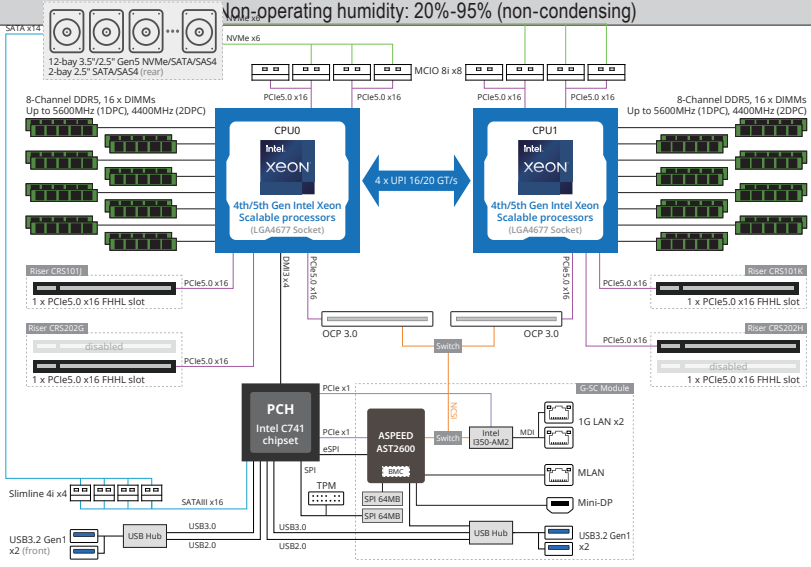 Non-operating humidity: 20%-95% (non-condensing)
NVMe x6
SATA x14
NVMe x6
12-bay 3.5"/2.5" Gen5 NVMe/SATA/SAS4
2-bay 2.5" SATA/SAS4 (rear)
MCIO 8i x8
PCIe5.0 x16
PCIe5.0 x16
PCIe5.0 x16
PCIe5.0 x16
8-Channel DDR5, 16 x DIMMs
Up to 5600MHz (1DPC), 4400MHz (2DPC)
8-Channel DDR5, 16 x DIMMs
Up to 5600MHz (1DPC), 4400MHz (2DPC)
CPU0
intel.
xeon
4th/5th Gen Intel Xeon
Scalable processors
(LGA4677 Socket)
4 x UPI 16/20 GT/s
CPU1
intel.
xeon
4th/5th Gen Intel Xeon
Scalable processors
(LGA4677 Socket)
Riser CRS101J
PCIe5.0 x16
1 x PCIe5.0 x16 FHHL slot
Riser CRS202G
disabled
PCIe5.0 x16
1 x PCIe5.0 x16 FHHL slot
DMI3 x4
PCIe5.0 x16
PCIe5.0 x16
Riser CRS101K
PCIe5.0 x16
1 x PCIe5.0 x16 FHHL slot
Riser CRS202H
PCIe5.0 x16
disabled
1 x PCIe5.0 x16 FHHL slot
OCP 3.0
OCP 3.0
Switch
G-SC Module
PCIe x1
PCH
Intel C741
chipset
NCSI
PCIe x1
eSPI
ASPEED
AST2600
BMC
Switch
Intel
I350-AM2
MDI
1G LAN x2
MLAN
Mini-DP
SPI
TPM
SPI 64MB
SPI 64MB
Slimline 4i x4
SATAIII x16
USB3.2 Gen1
x2 (front)
USB Hub
USB3.0
USB2.0
USB3.0
USB2.0
USB Hub
USB3.2 Gen1
x2